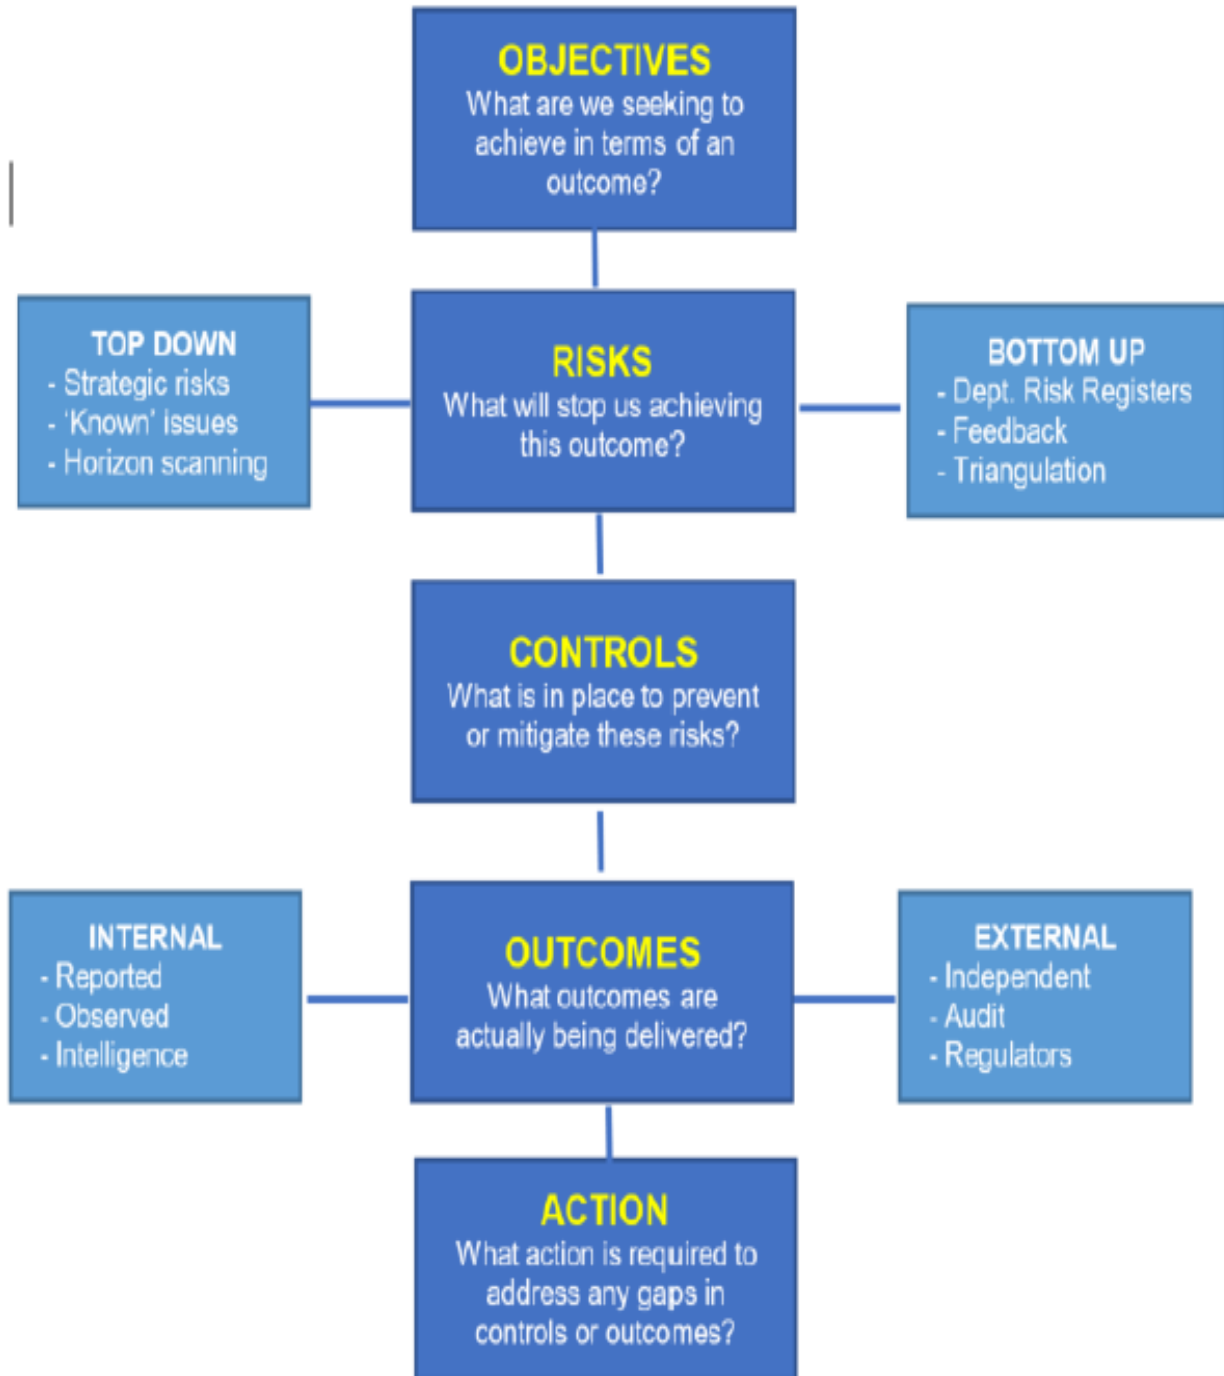 OBJECTIVES
What are we seeking to
achieve in terms of an
outcome?
TOP DOWN
- Strategic risks
- 'Known' issues
- Horizon scanning
RISKS
What will stop us achieving
this outcome?
BOTTOM UP
- Dept. Risk Registers
- Feedback
- Triangulation
CONTROLS
What is in place to prevent
or mitigate these risks?
INTERNAL
- Reported
- Observed
- Intelligence
OUTCOMES
What outcomes are
actually being delivered?
EXTERNAL
- Independent
- Audit
- Regulators
ACTION
What action is required to
address any gaps in
controls or outcomes?